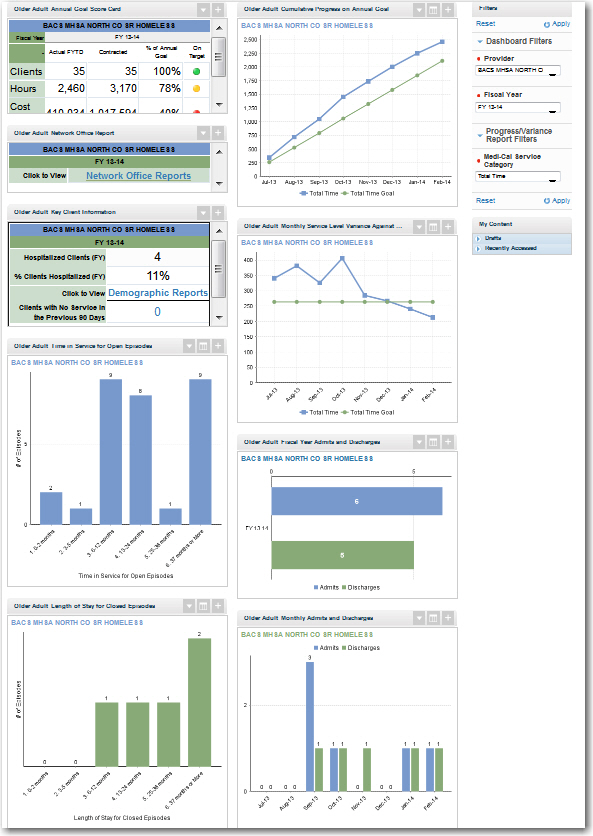 Older Adult Annual Goal Score Card
BACS MHSA NORTH CO SR HOMELESS
Fiscal Year FY 13-14
Actual FYTD Contracted % of Annual Goal On Target
Clients 35 35 100%
Hours 2,460 3,170 78%
Cost
Older Adult Network Office Report
BACS MHSA NORTH CO SR HOMELESS
FY 13-14
Click to View Network Office Reports
Older Adult Key Client Information
BACS MHSA NORTH CO SR HOMELESS
FY 13-14
Hospitalized Clients (FY) 4
% Clients Hospitalized (FY) 11%
Click to View Demographic Reports
Clients with No Service in
the Previous 90 Days 0
Older Adult Time in Service for Open Episodes
BACS MHSA NORTH CO SR HOMELESS
# of Episodes
5
0
2 1 9 8 1 9
1. 0-2 months
2. 3-5 months
3. 6-12 months
4. 13-24 months
5. 25-36 months
6. 37 months or More
Time in Service for Open Episodes
Older Adult Length of Stay for Closed Episodes
BACS MHSA NORTH CO SR HOMELESS
# of Episodes
0 0 1 1 1 2
1. 0-2 months
2. 3-5 months
3. 6-12 months
4. 13-24 months
5. 25-36 months
6. 37 months or More
Length of Stay for Closed Episodes
Older Adult Cumulative Progress on Annual Goal
BACS MHSA NORTH CO SR HOMELESS
2,500
2,250
2,000
1,750
1,500
1,250
1,000
750
500
250
0
Jul-13 Aug-13 Sep-13 Oct-13 Nov-13 Dec-13 Jan-14 Feb-14
Total Time Total Time Goal
Older Adult Monthly Service Level Variance Against ...
BACS MHSA NORTH CO SR HOMELESS
400
350
300
250
200
150
100
50
0
Jul-13 Aug-13 Sep-13 Oct-13 Nov-13 Dec-13 Jan-14 Feb-14
Total Time Total Time Goal
Older Adult Fiscal Year Admits and Discharges
BACS MHSA NORTH CO SR HOMELESS
0 5
6
FY 13-14
5
Admits Discharges
Older Adult Monthly Admits and Discharges
BACS MHSA NORTH CO SR HOMELESS
Admits Discharges
2
0
0 0 0 0 3 1 1 1 0 1 0 0 1 1 1 1
Jul-13 Aug-13 Sep-13 Oct-13 Nov-13 Dec-13 Jan-14 Feb-14
Filters
Reset Apply
Dashboard Filters
Provider
BACS MHSA NORTH CO
Fiscal Year
FY 13-14
Progress/Variance
Report Filters
Medi-Cal Service
Category
Total Time
Reset Apply
My Content
Drafts
Recently Accessed